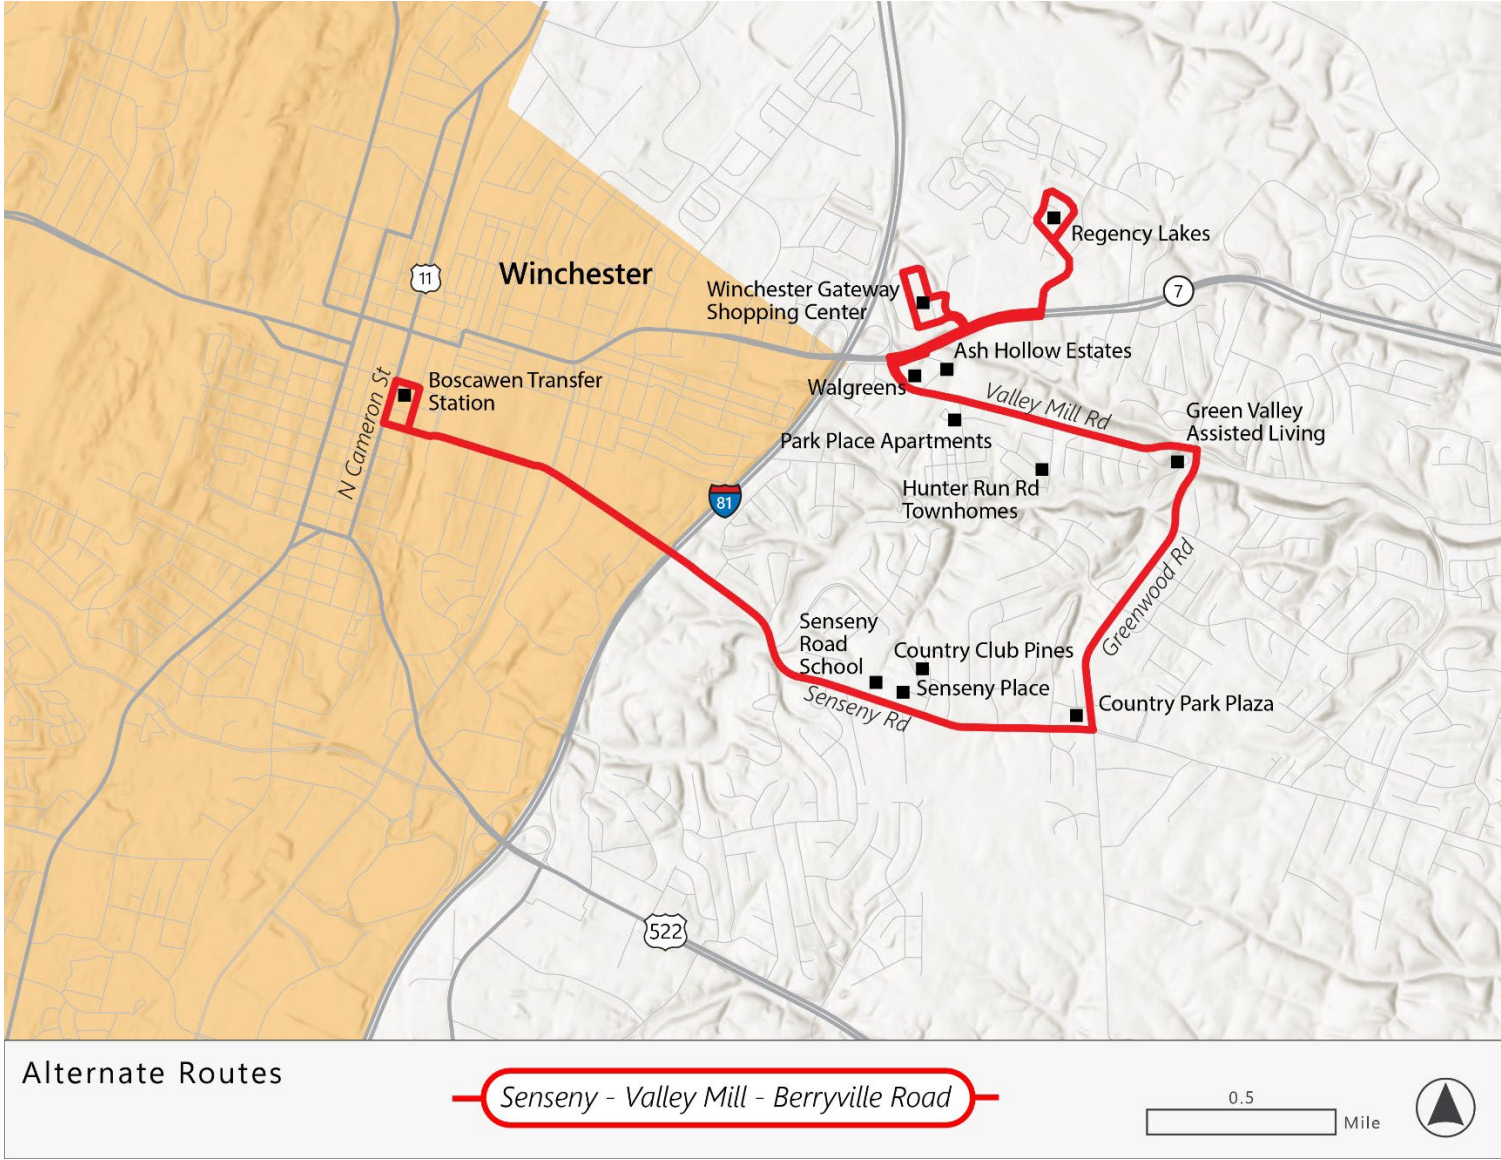 Regency Lakes
11
Winchester
Winchester Gateway
Shopping Center
7
Ash Hollow Estates
Boscawen Transfer
Station
Walgreens
Valley Mill Rd
Green Valley
Assisted Living
N Cameron St
Park Place Apartments
81
Hunter Run Rd
Townhomes
Greenwood Rd
Senseny
Road
School
Country Club Pines
Senseny Place
Senseny Rd
Country Park Plaza
522
Alternate Routes
Senseny - Valley Mill - Berryville Road
0.5
Mile